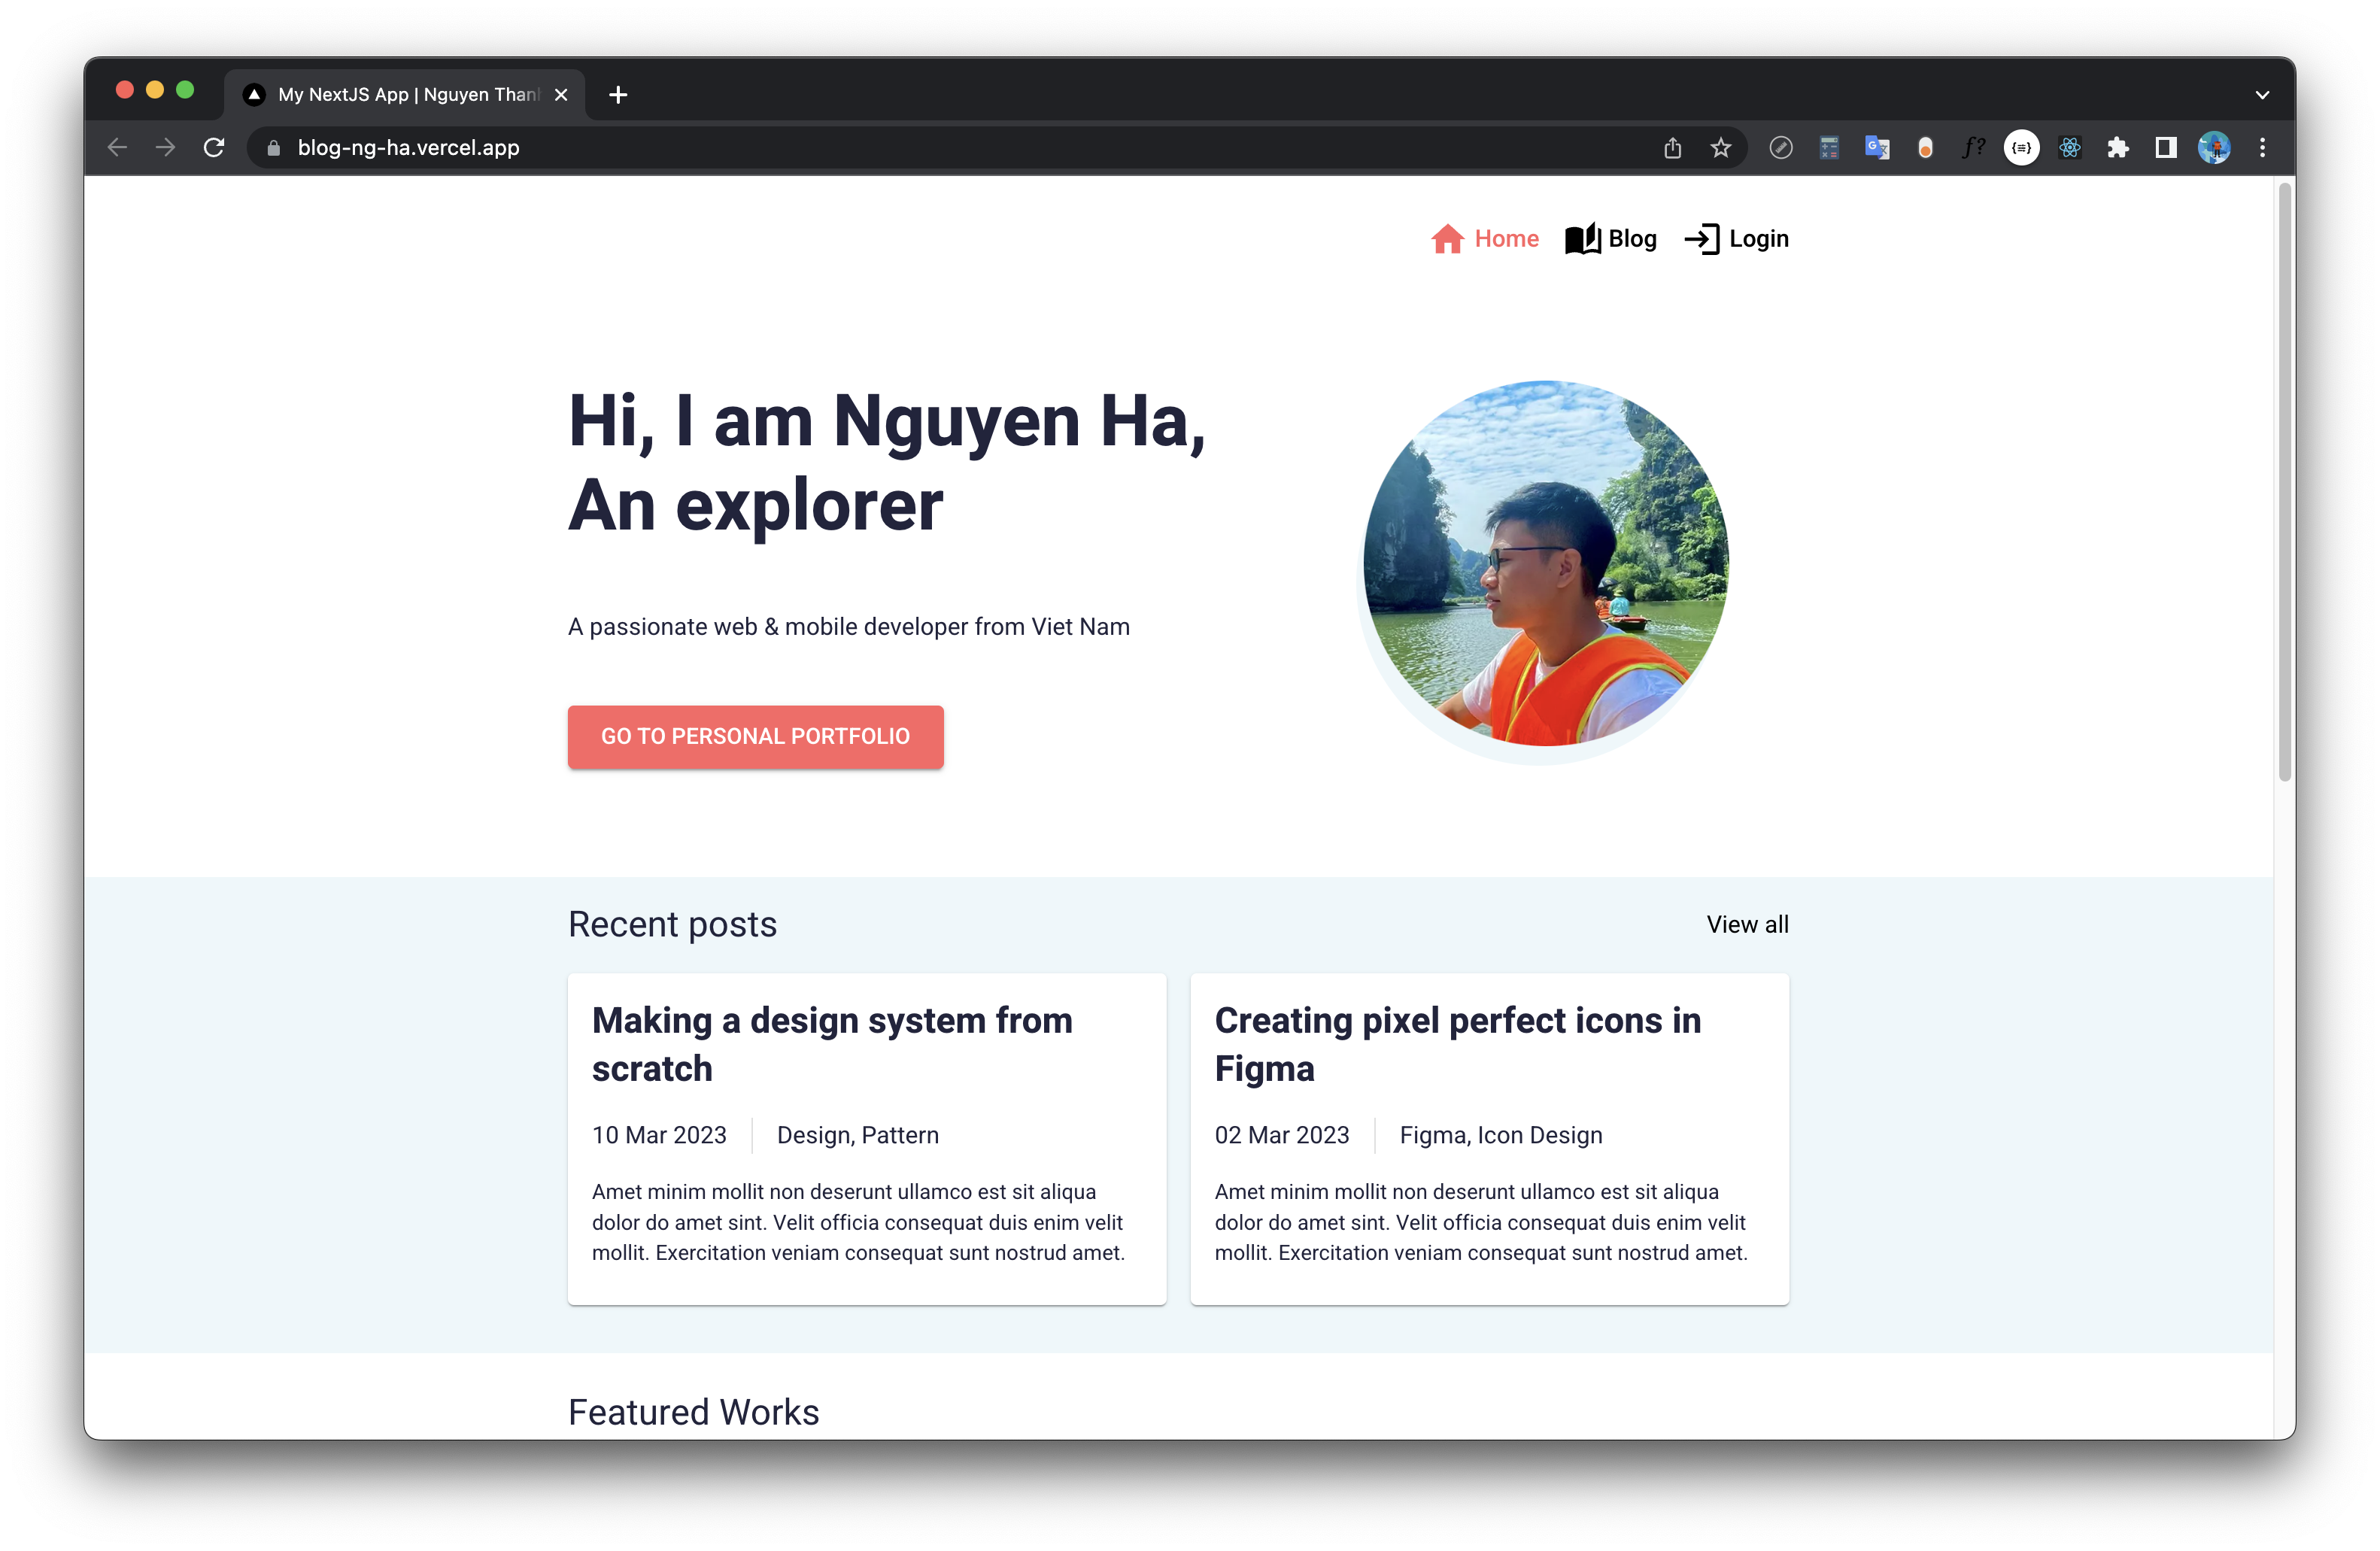 My NextJS App | Nguyen Than
blog-ng-ha.vercel.app
Home Blog Login
Hi, I am Nguyen Ha,
An explorer
A passionate web & mobile developer from Viet Nam
GO TO PERSONAL PORTFOLIO
Recent posts
View all
Making a design system from
scratch
10 Mar 2023 Design, Pattern
Amet minim mollit non deserunt ullamco est sit aliqua
dolor do amet sint. Velit officia consequat duis enim velit
mollit. Exercitation veniam consequat sunt nostrud amet.
Creating pixel perfect icons in
Figma
02 Mar 2023 Figma, Icon Design
Amet minim mollit non deserunt ullamco est sit aliqua
dolor do amet sint. Velit officia consequat duis enim velit
mollit. Exercitation veniam consequat sunt nostrud amet.
Featured Works